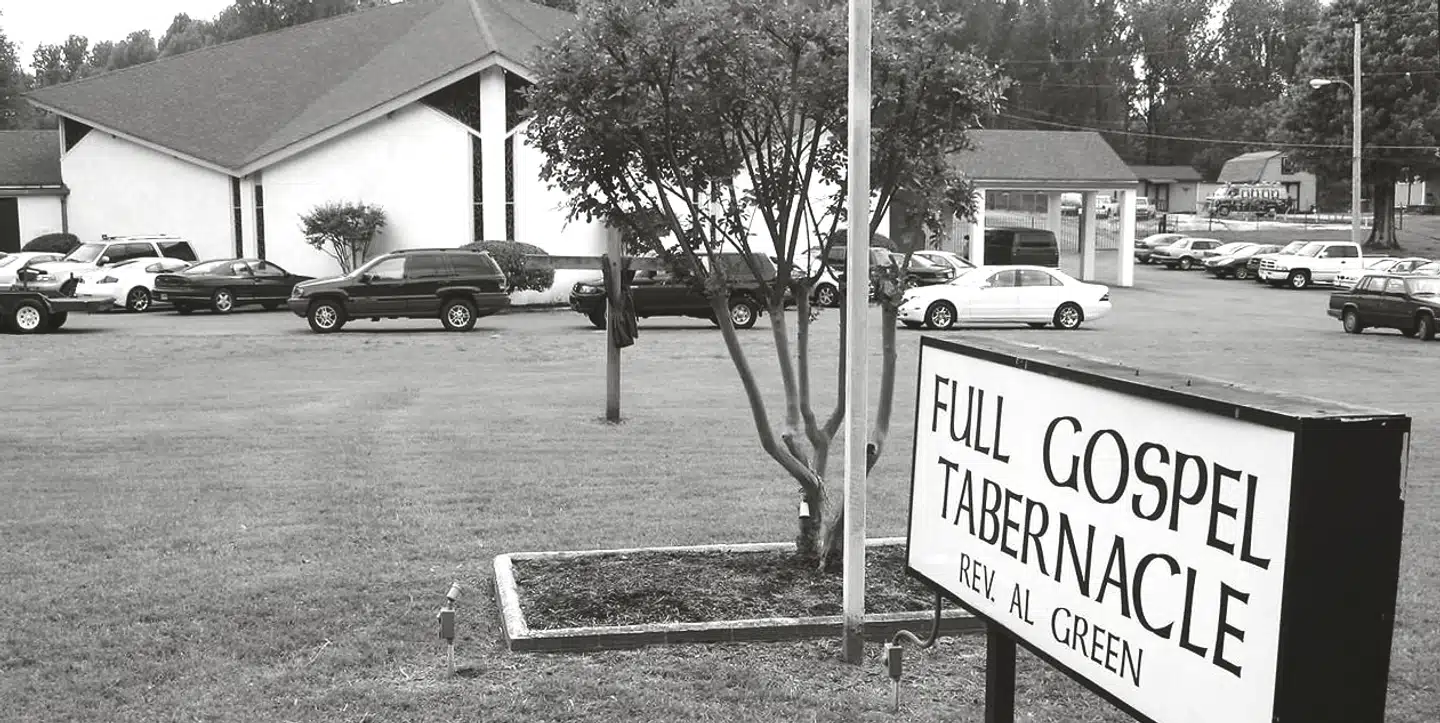 FULL GOSPEL
TABERNACLE
REV. AL GREEN